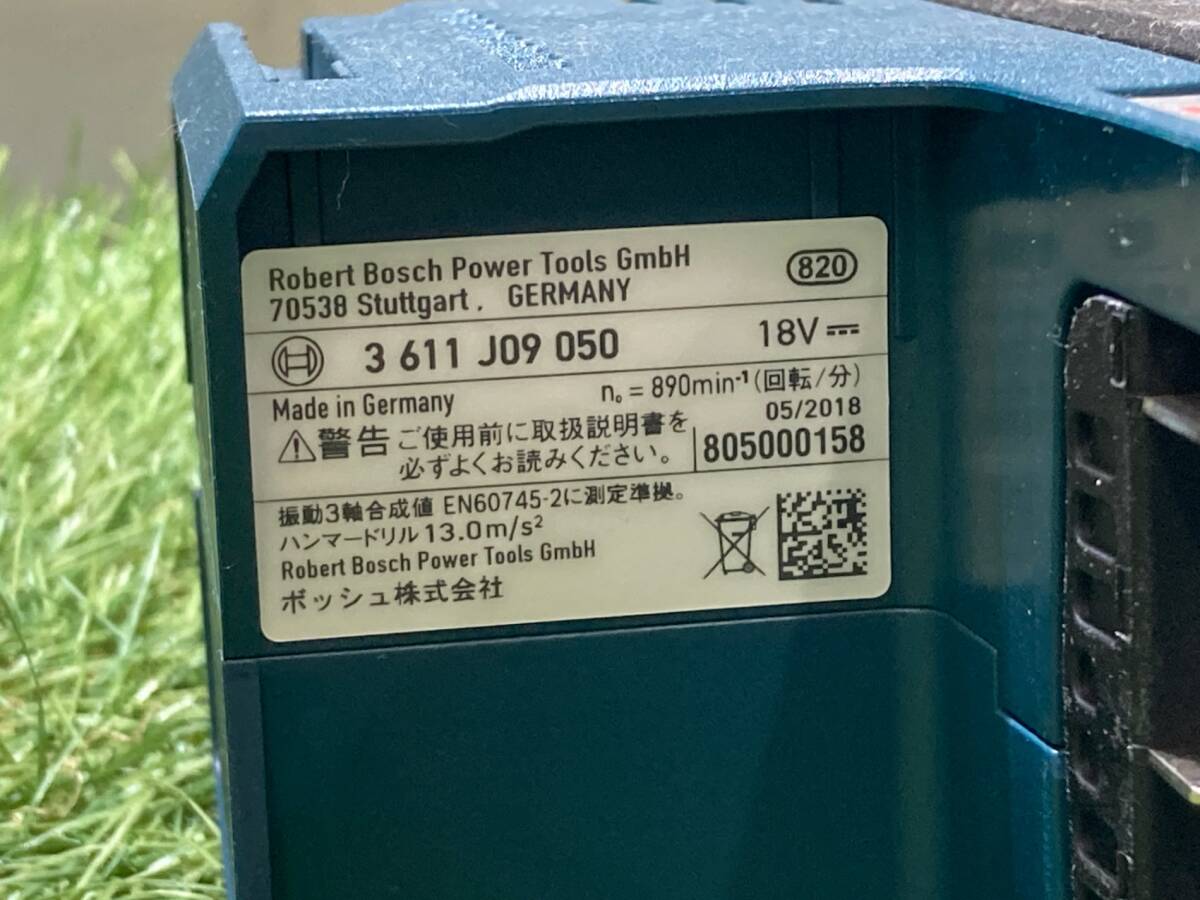 Robert Bosch Power Tools GmbH
820
70538 Stuttgart, GERMANY
3 611 J09 050
18V
Made in Germany
n₀ = 890min⁻¹(回転/分)
05/2018
警告 ご使用前に取扱説明書を
必ずよくお読みください。
805000158
振動3軸合成値 EN60745-2に測定準拠。
ハンマードリル13.0m/s²
Robert Bosch Power Tools GmbH
ボッシュ株式会社